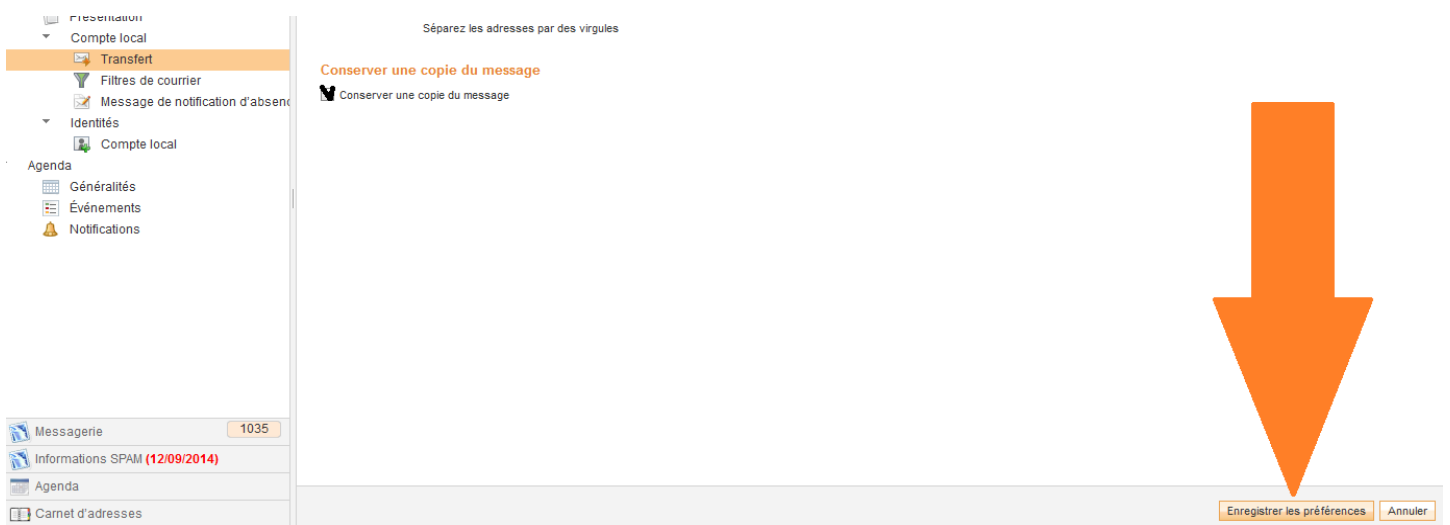 Présentation
Compte local
Transfert
Filtres de courrier
Message de notification d'absen
Identités
Compte local
Agenda
Généralités
Événements
Notifications
Messagerie 1035
Informations SPAM (12/09/2014)
Agenda
Carnet d'adresses
Séparez les adresses par des virgules
Conserver une copie du message
Conserver une copie du message
Enregistrer les préférences Annuler